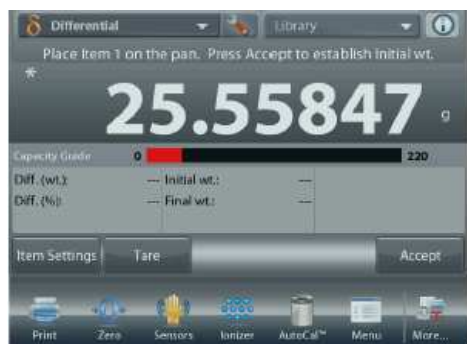 δ Differential Library
Place Item 1 on the pan. Press Accept to establish initial wt.
*
25.55847 g
Capacity Guide 0 220
Diff. (wt.): --- Initial wt.: ---
Diff. (%): --- Final wt.: ---
Item Settings Tare Accept
Print Zero Sensors Ionizer AutoCal™ Menu More...